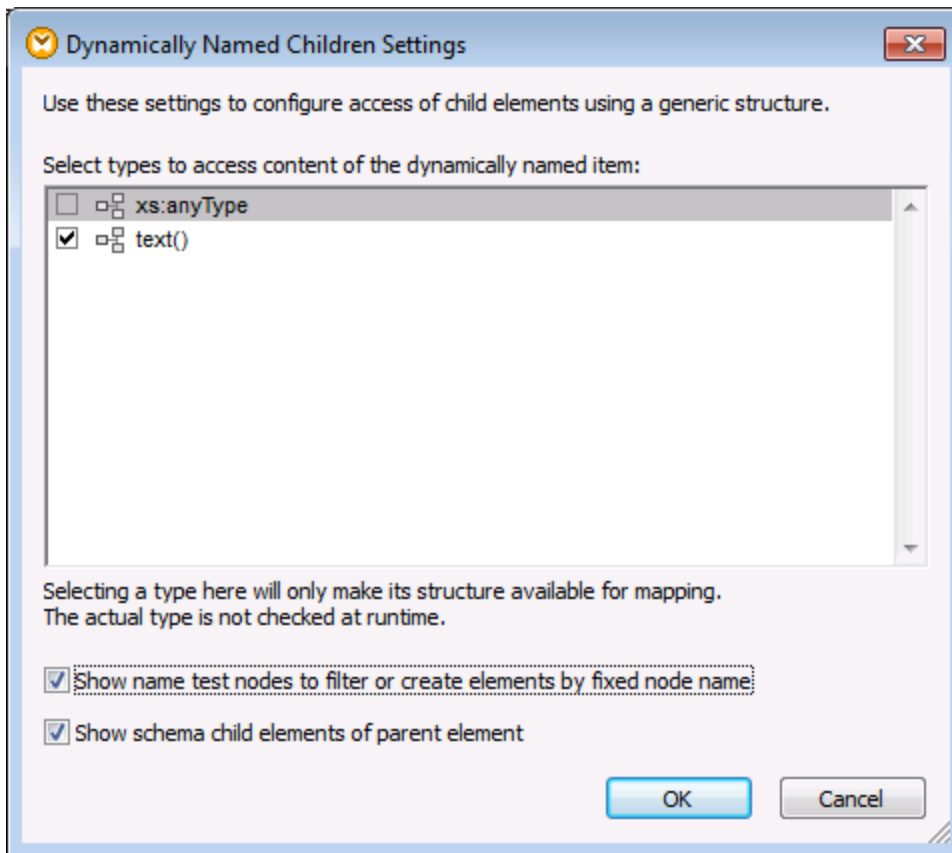 Dynamically Named Children Settings
Use these settings to configure access of child elements using a generic structure.
Select types to access content of the dynamically named item:
xs:anyType
text()
Selecting a type here will only make its structure available for mapping.
The actual type is not checked at runtime.
Show name test nodes to filter or create elements by fixed node name
Show schema child elements of parent element
OK Cancel